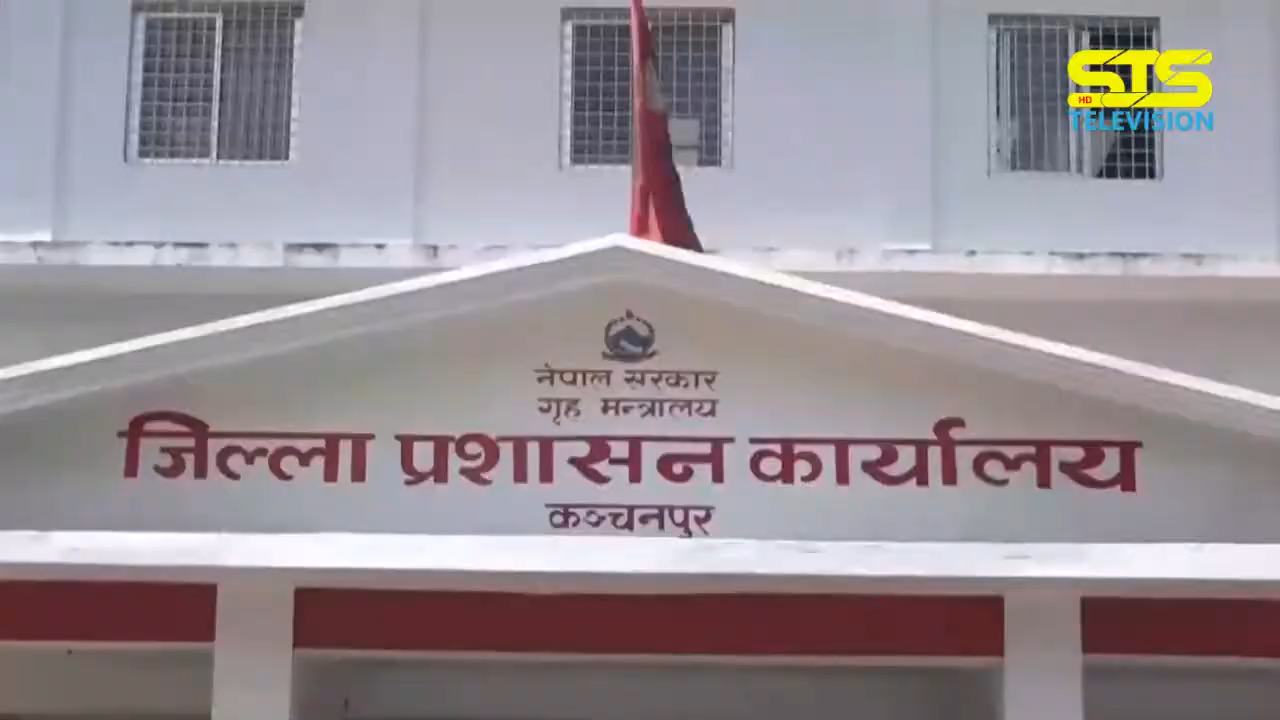 STS
HD
TELEVISION
नेपाल सरकार
गृह मन्त्रालय
जिल्ला प्रशासन कार्यालय
कञ्चनपुर